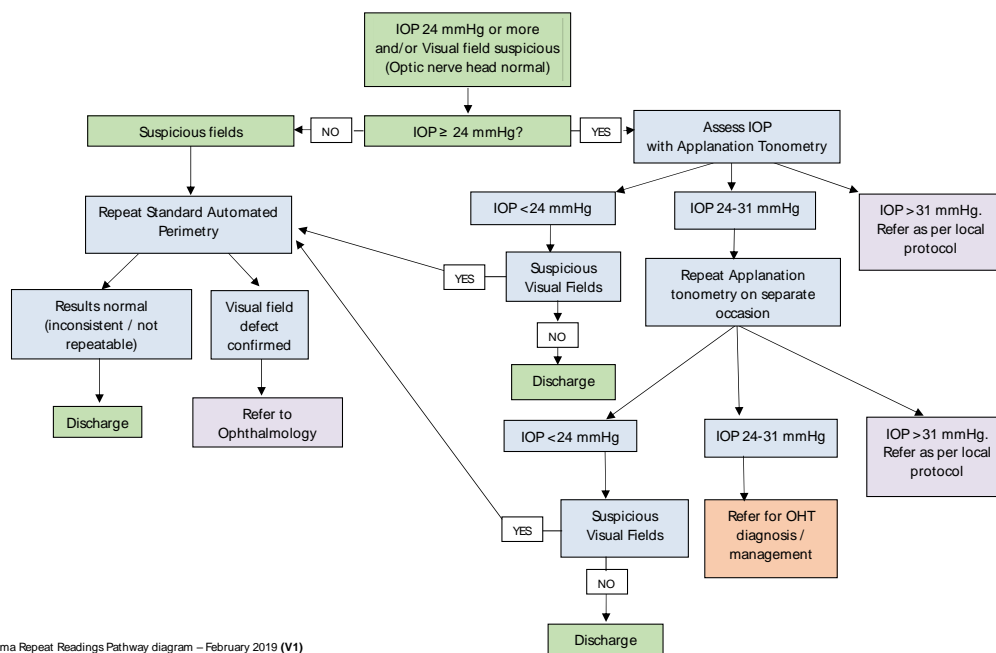 IOP 24 mmHg or more
and/or Visual field suspicious
(Optic nerve head normal)
Suspicious fields
NO
IOP ≥ 24 mmHg?
YES
Assess IOP
with Applanation Tonometry
Repeat Standard Automated
Perimetry
IOP <24 mmHg
IOP 24-31 mmHg
IOP >31 mmHg.
Refer as per local
protocol
YES
Suspicious
Visual Fields
Repeat Applanation
tonometry on separate
occasion
Results normal
(inconsistent / not
repeatable)
Visual field
defect
confirmed
NO
Discharge
Discharge
Refer to
Ophthalmology
IOP <24 mmHg
IOP 24-31 mmHg
IOP >31 mmHg.
Refer as per local
protocol
YES
Suspicious
Visual Fields
Refer for OHT
diagnosis /
management
NO
Discharge
ma Repeat Readings Pathway diagram – February 2019 (V1)